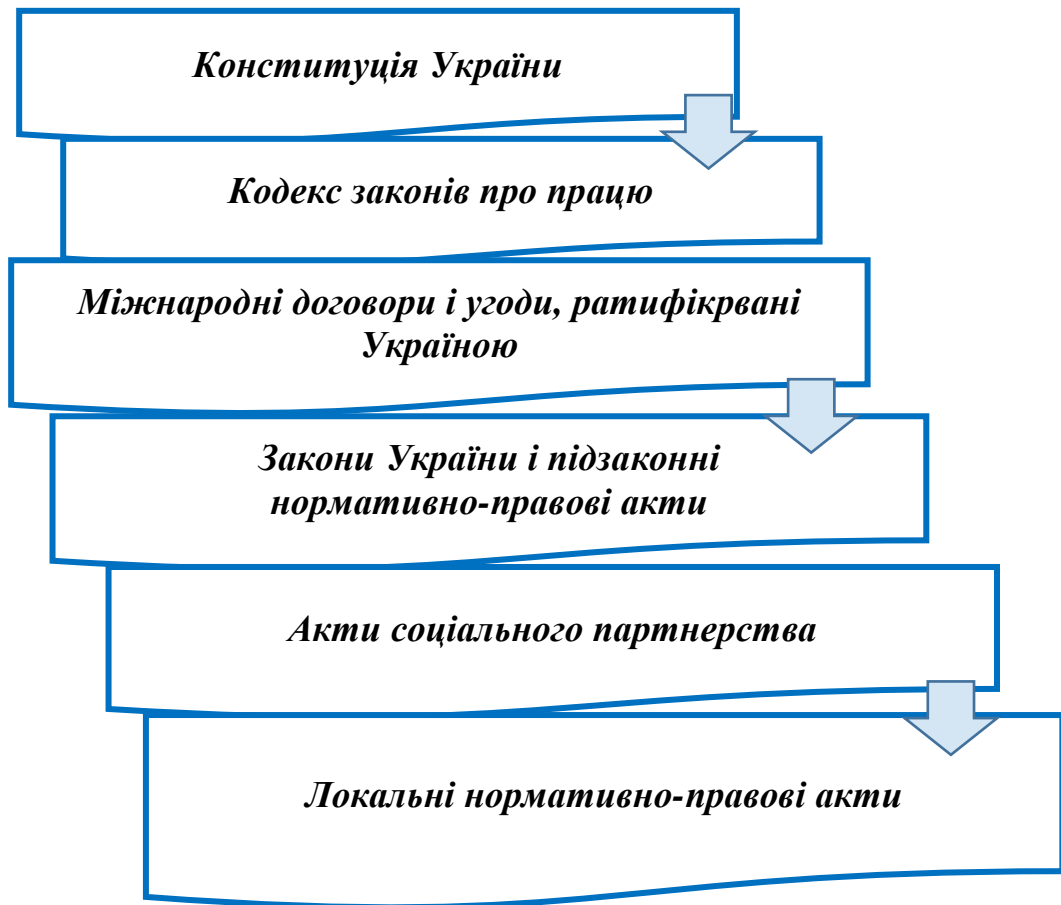 Конституція України
Кодекс законів про працю
Міжнародні договори і угоди, ратифікрвані
Україною
Закони України і підзаконні
нормативно-правові акти
Акти соціального партнерства
Локальні нормативно-правові акти